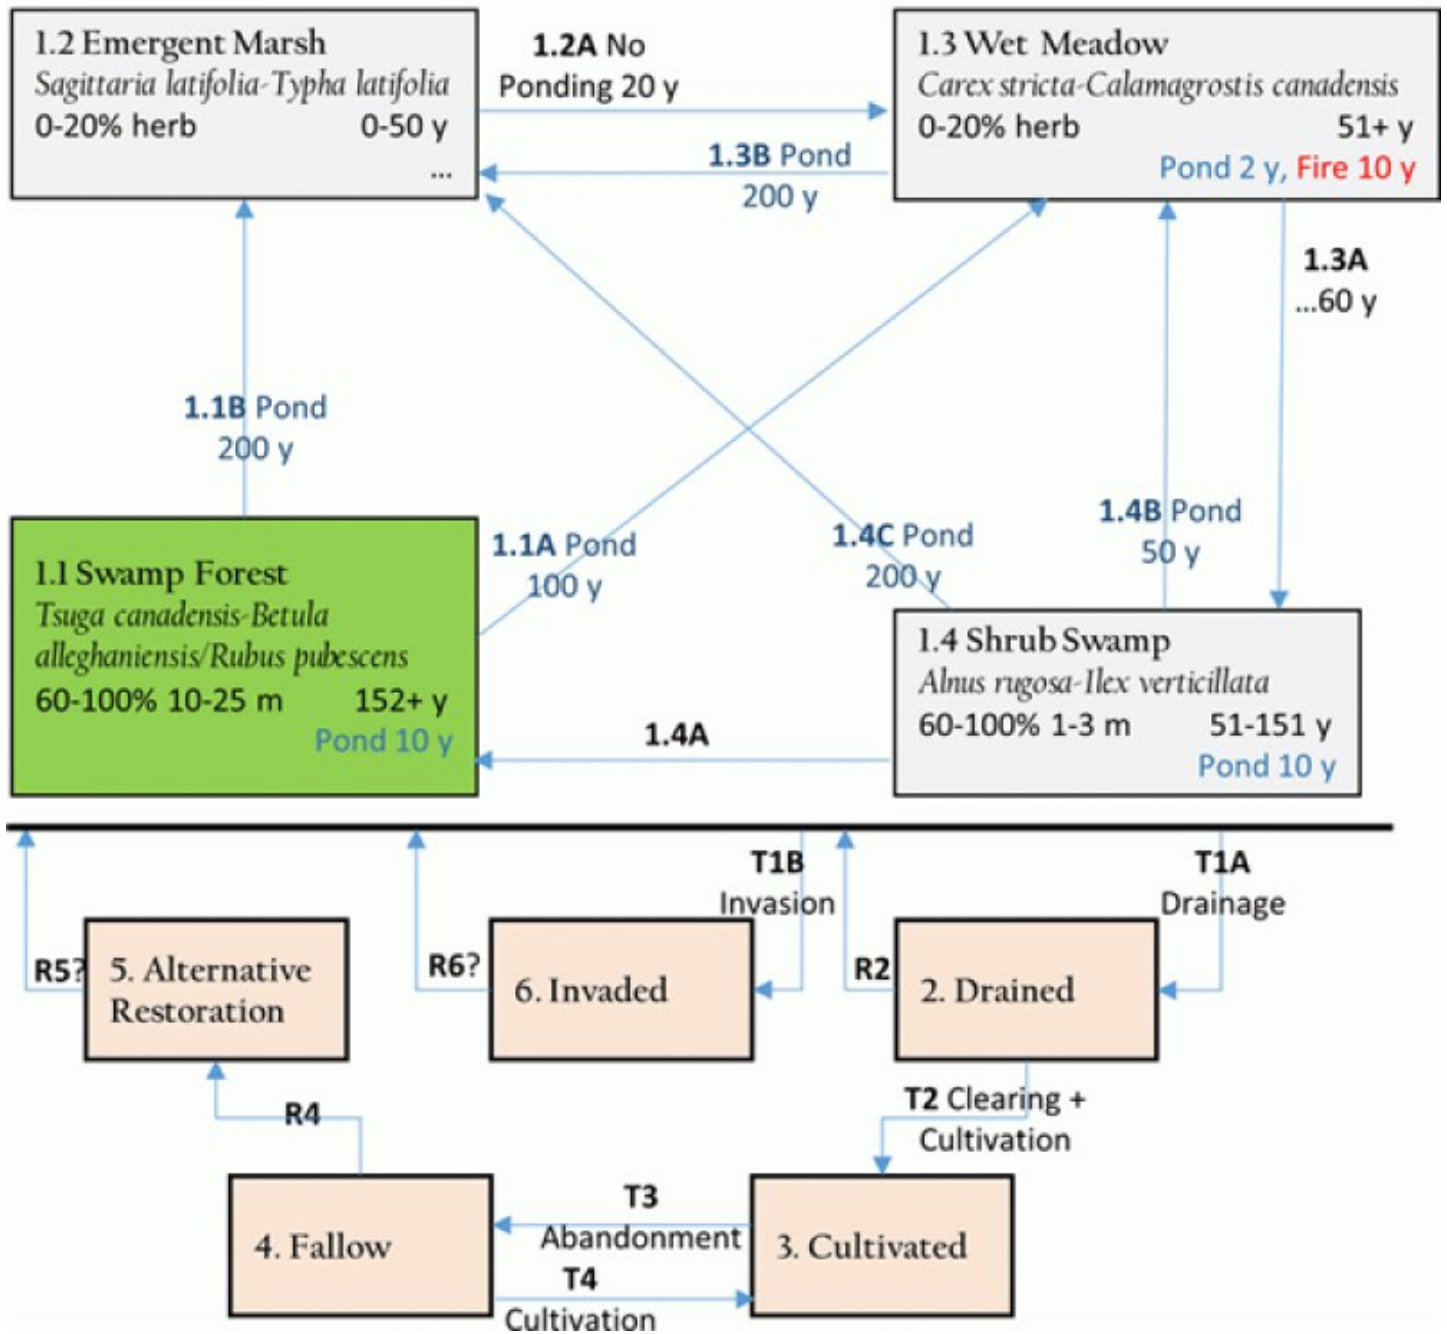 1.2 Emergent Marsh
Sagittaria latifolia-Typha latifolia
0-20% herb 0-50 y
...
1.2A No
Ponding 20 y
1.3B Pond
200 y
1.3 Wet Meadow
Carex stricta-Calamagrostis canadensis
0-20% herb 51+ y
Pond 2 y, Fire 10 y
1.3A
...60 y
1.1B Pond
200 y
1.1A Pond
100 y
1.4C Pond
200 y
1.4B Pond
50 y
1.1 Swamp Forest
Tsuga canadensis-Betula
alleghaniensis/Rubus pubescens
60-100% 10-25 m 152+ y
Pond 10 y
1.4A
1.4 Shrub Swamp
Alnus rugosa-Ilex verticillata
60-100% 1-3 m 51-151 y
Pond 10 y
T1B
Invasion
T1A
Drainage
R5?
5. Alternative
Restoration
R6?
6. Invaded
R2
2. Drained
R4
T2 Clearing +
Cultivation
4. Fallow
T3
Abandonment
T4
Cultivation
3. Cultivated